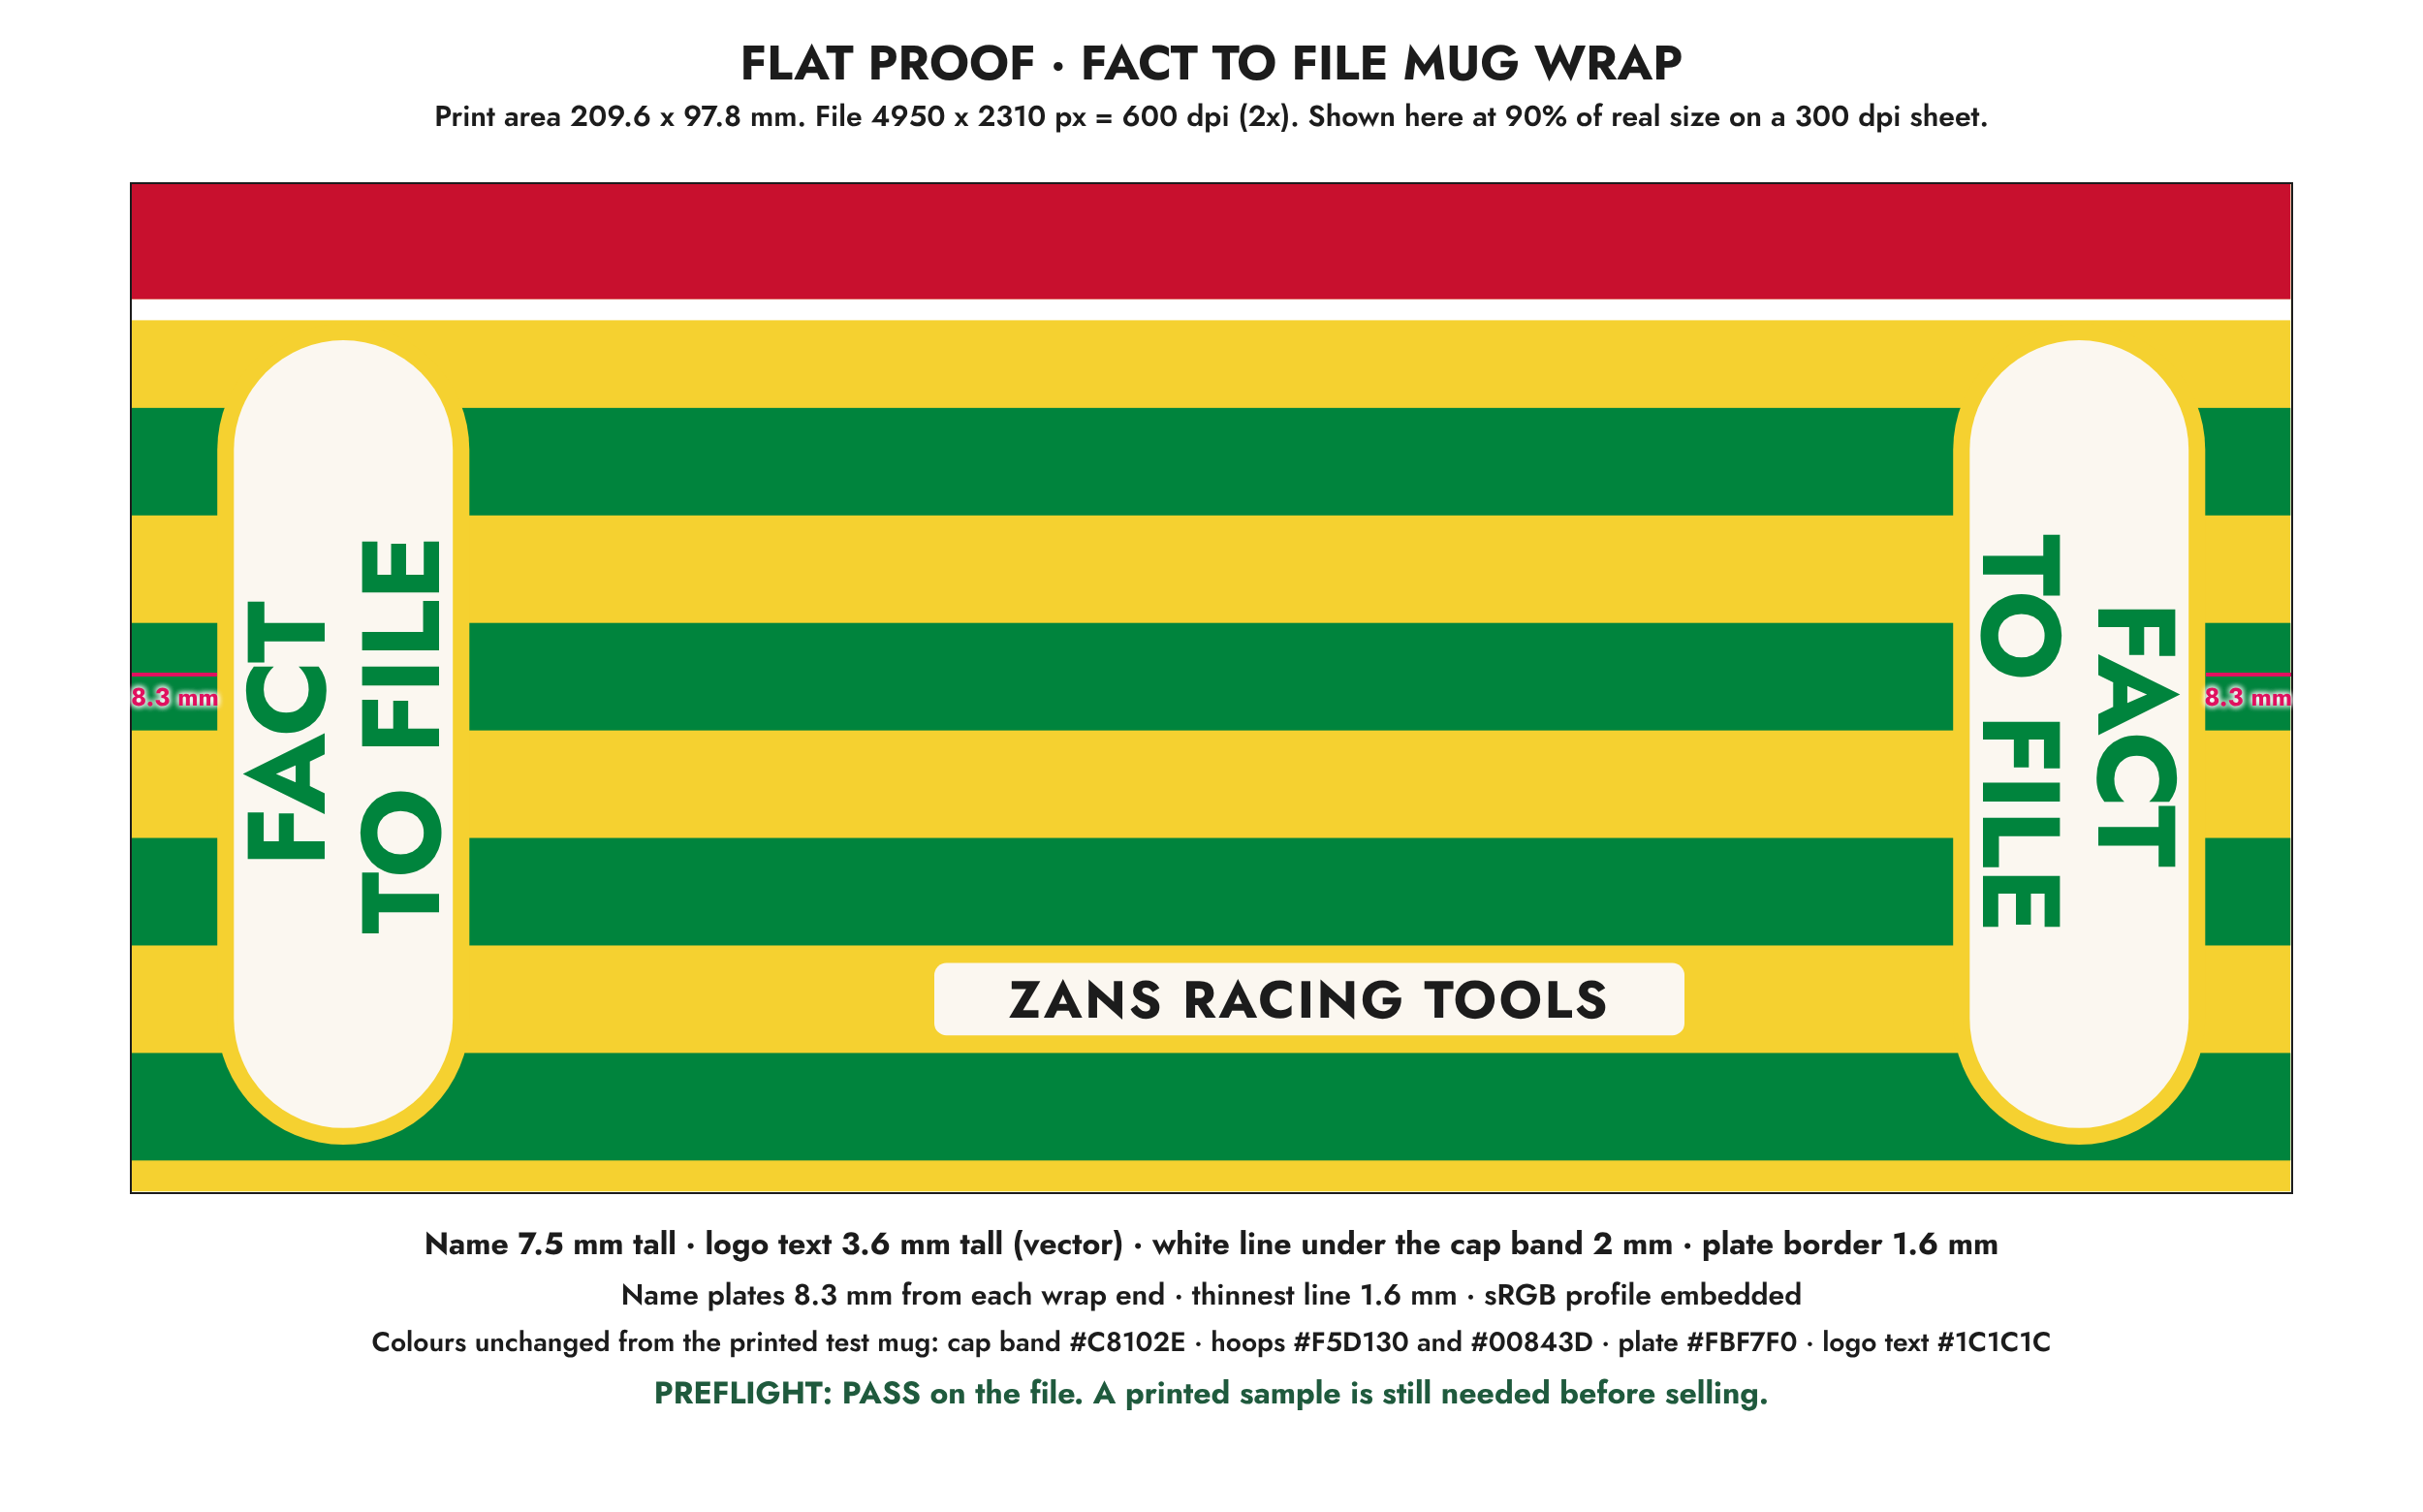 FLAT PROOF · FACT TO FILE MUG WRAP
Print area 209.6 x 97.8 mm. File 4950 x 2310 px = 600 dpi (2x). Shown here at 90% of real size on a 300 dpi sheet.
FACT
TO FILE
FACT
TO FILE
8.3 mm
8.3 mm
ZANS RACING TOOLS
Name 7.5 mm tall · logo text 3.6 mm tall (vector) · white line under the cap band 2 mm · plate border 1.6 mm
Name plates 8.3 mm from each wrap end · thinnest line 1.6 mm · sRGB profile embedded
Colours unchanged from the printed test mug: cap band #C8102E · hoops #F5D130 and #00843D · plate #FBF7F0 · logo text #1C1C1C
PREFLIGHT: PASS on the file. A printed sample is still needed before selling.